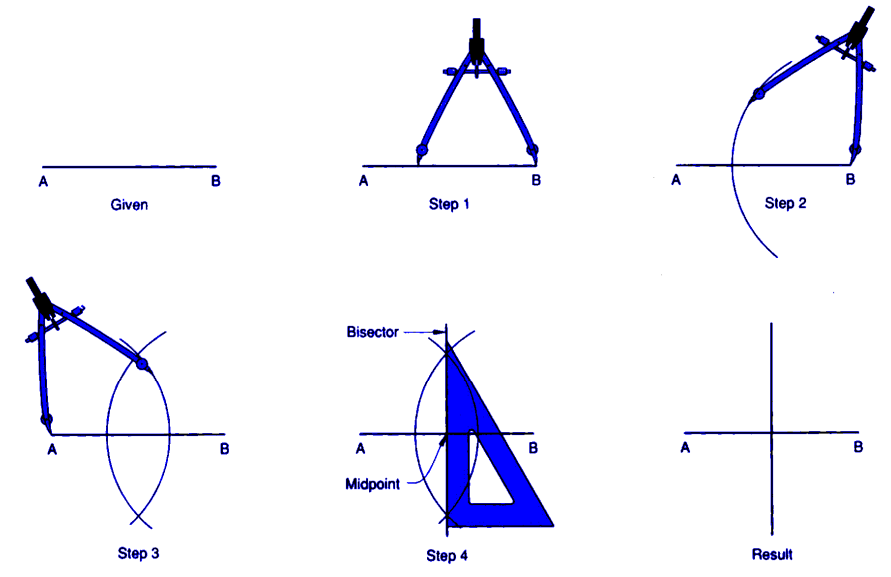 A B
Given
A B
Step 1
A B
Step 2
A B
Step 3
Bisector
A B
Midpoint
Step 4
A B
Result